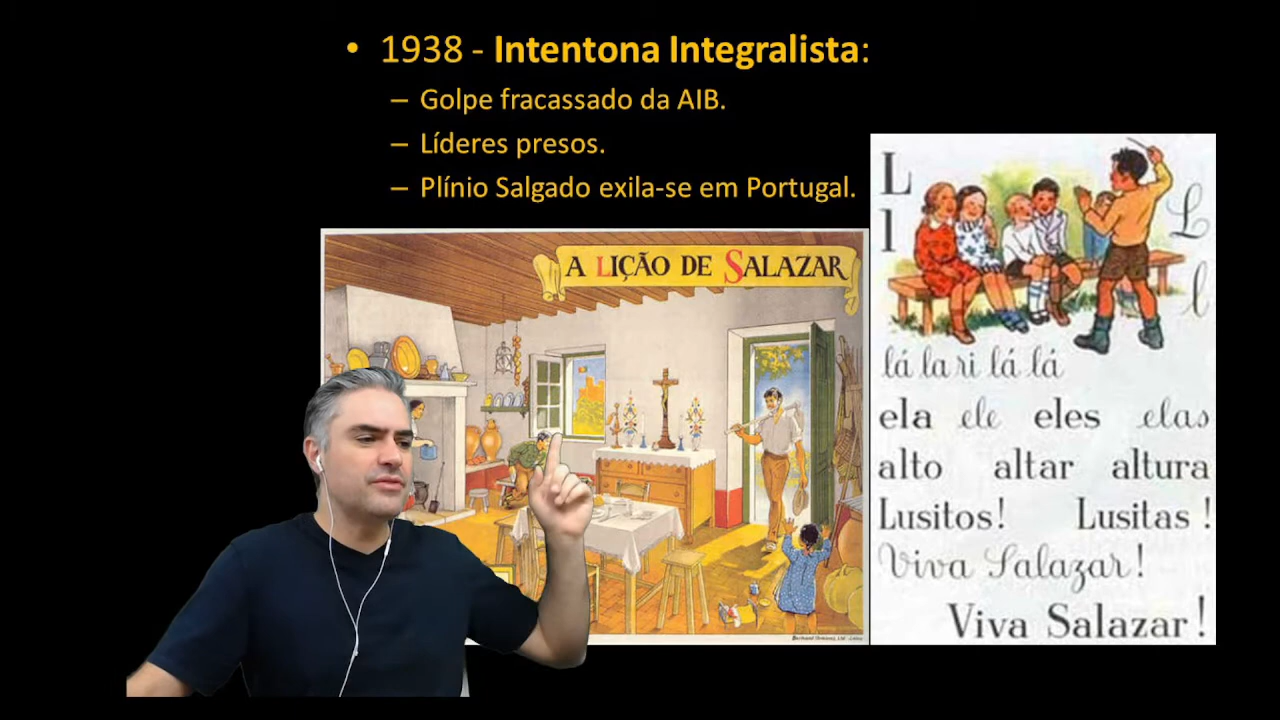 • 1938 - Intentona Integralista:
– Golpe fracassado da AIB.
– Líderes presos.
– Plínio Salgado exila-se em Portugal.
A LIÇÃO DE SALAZAR
L
l
L
l
lá la ri lá lá
ela ele eles elas
alto altar altura
Lusitos! Lusitas !
Viva Salazar!
Viva Salazar!